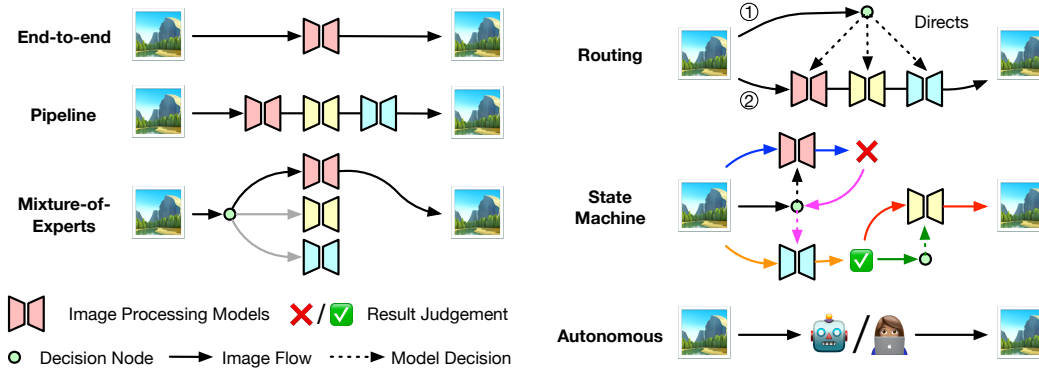 End-to-end
Pipeline
Mixture-of-
Experts
Image Processing Models
/
Result Judgement
Decision Node
Image Flow
Model Decision
Routing
①
②
Directs
State
Machine
Autonomous
/